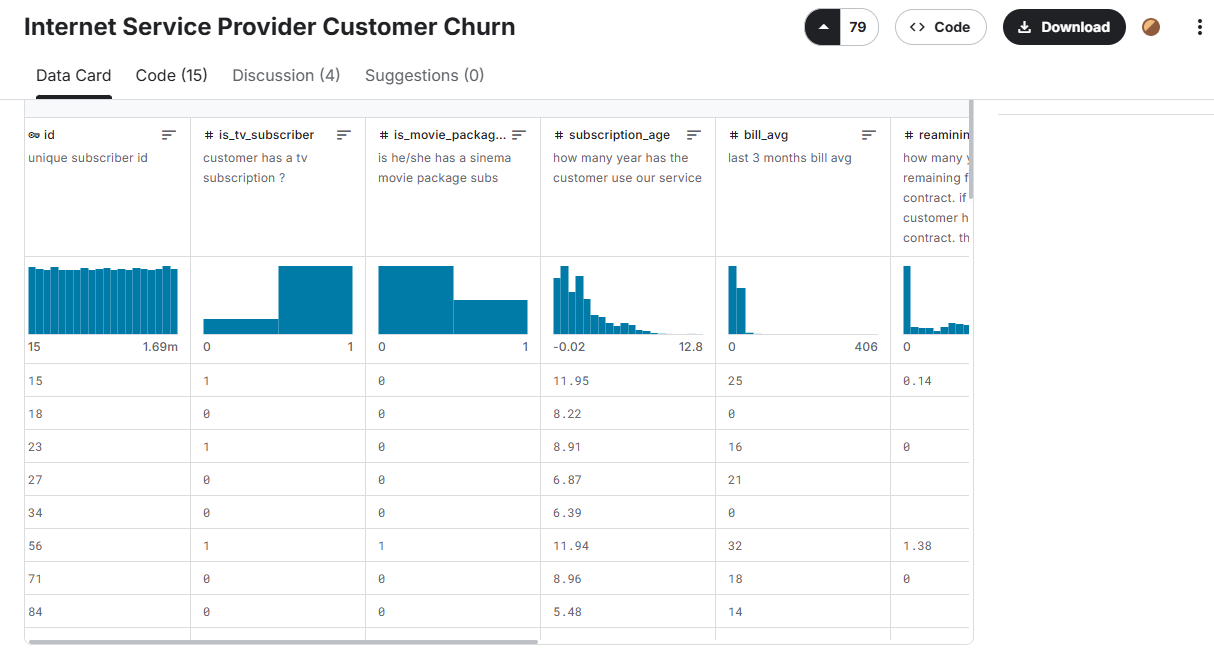 Internet Service Provider Customer Churn
79
Code
Download
Data Card
Code (15)
Discussion (4)
Suggestions (0)
id
# is_tv_subscriber
# is_movie_packag...
# subscription_age
# bill_avg
# reaminin
unique subscriber id
customer has a tv
subscription ?
is he/she has a sinema
movie package subs
how many year has the
customer use our service
last 3 months bill avg
how many y
remaining f
contract. if
customer h
contract. th
15 1.69m
0 1
0 1
-0.02 12.8
0 406
0
15 1 0 11.95 25 0.14
18 0 0 8.22 0
23 1 0 8.91 16 0
27 0 0 6.87 21
34 0 0 6.39 0
56 1 1 11.94 32 1.38
71 0 0 8.96 18 0
84 0 0 5.48 14